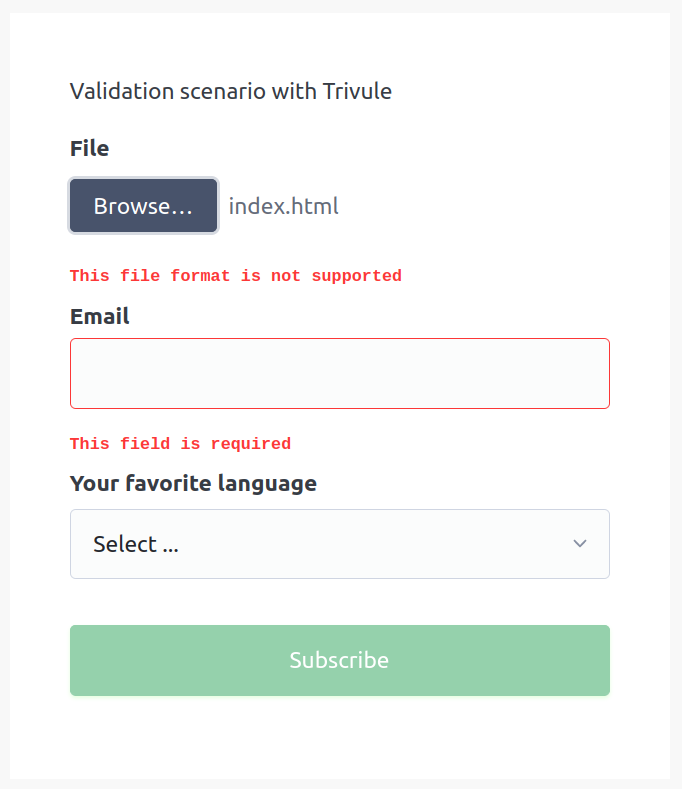 Validation scenario with Trivule
File
Browse… index.html
This file format is not supported
Email
This field is required
Your favorite language
Select ...
Subscribe